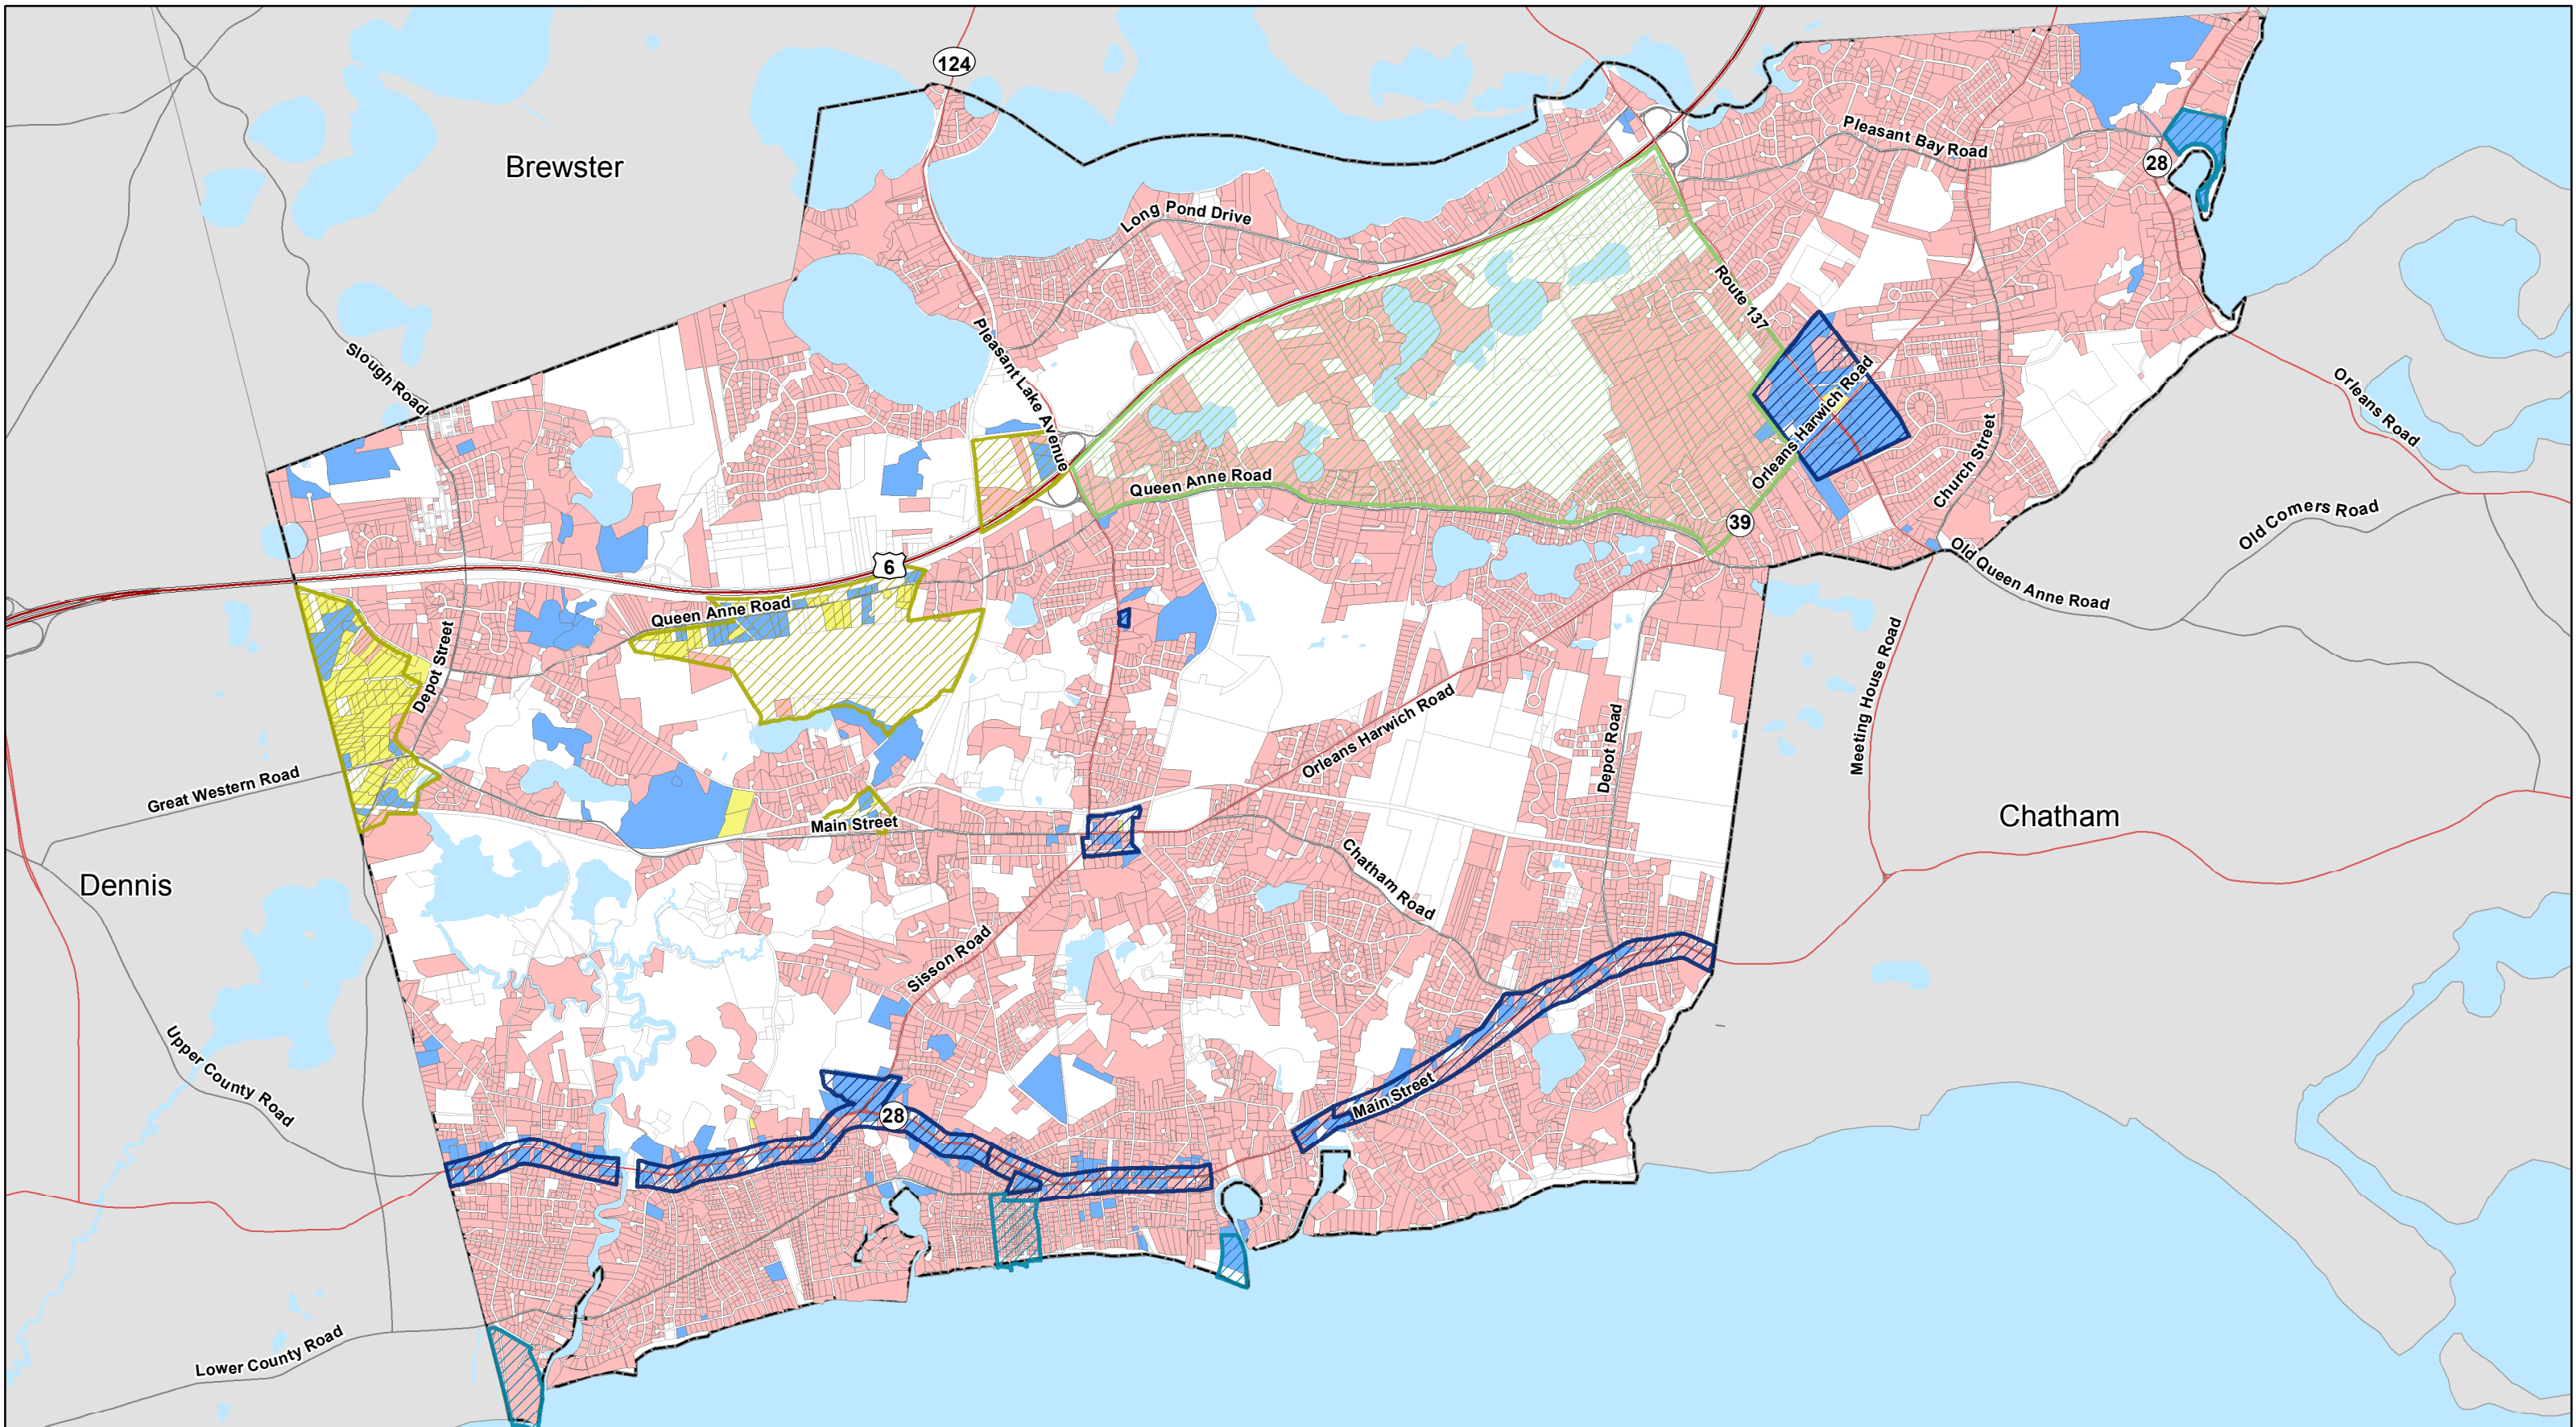 124
Brewster
Pleasant Bay Road
28
Long Pond Drive
Route 137
Slough Road
Pleasant Lake Avenue
Orleans Harwich Road
Orleans Road
Church Street
Queen Anne Road
39
Old Comers Road
Old Queen Anne Road
6
Queen Anne Road
Depot Street
Meeting House Road
Orleans Harwich Road
Depot Road
Great Western Road
Main Street
Chatham
Dennis
Chatham Road
Sisson Road
Upper County Road
Main Street
28
Lower County Road